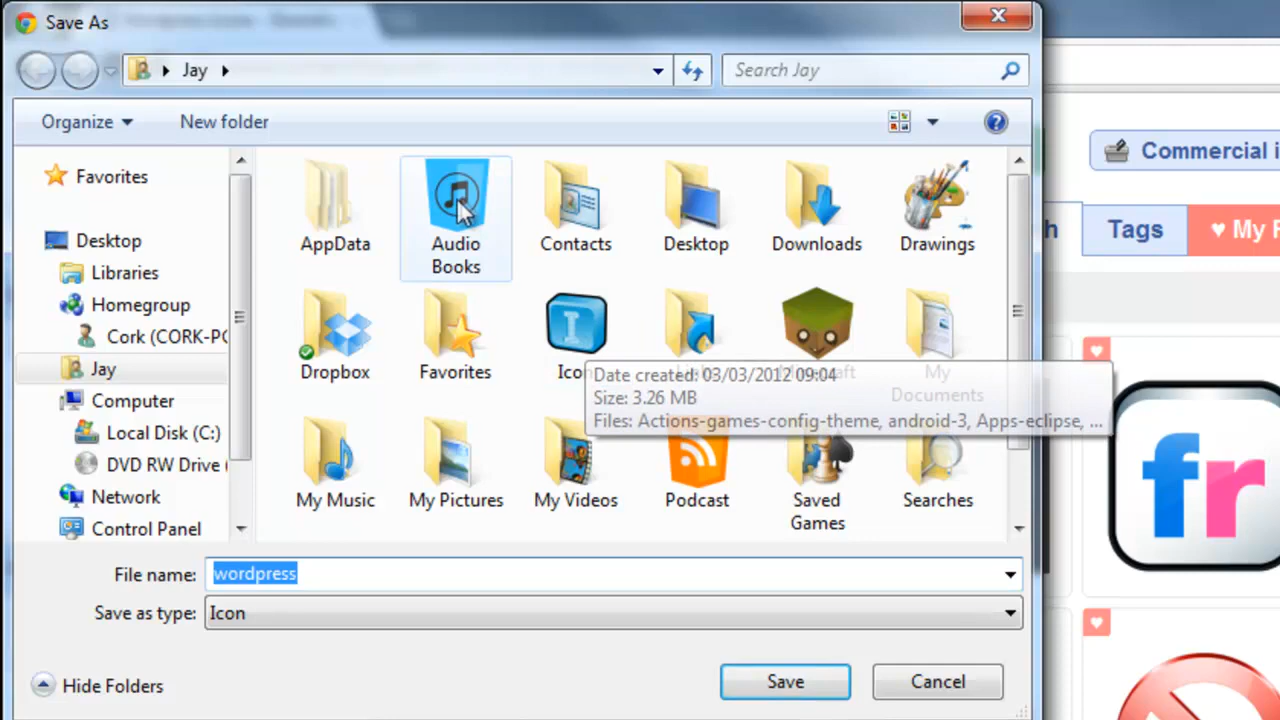 Save As
Jay
Search Jay
Organize
New folder
Commercial i
Favorites
Desktop
Libraries
Homegroup
Cork (CORK-PC
Jay
Computer
Local Disk (C:)
DVD RW Drive (
Network
Control Panel
AppData
Audio
Books
Contacts
Desktop
Downloads
Drawings
h
Tags
♥ My F
Dropbox
Favorites
Ico
My
Documents
Date created: 03/03/2012 09:04
Size: 3.26 MB
Files: Actions-games-config-theme, android-3, Apps-eclipse, ...
My Music
My Pictures
My Videos
Podcast
Saved
Games
Searches
fr
File name:
wordpress
Save as type:
Icon
Hide Folders
Save
Cancel